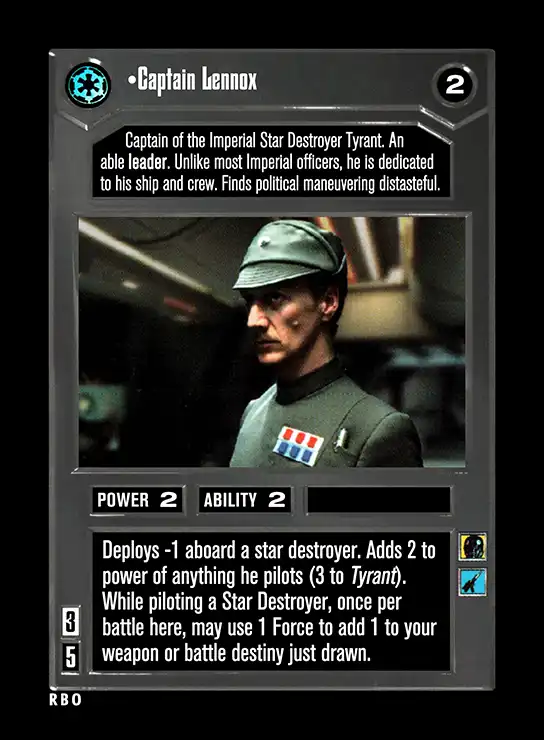 •Captain Lennox
2
Captain of the Imperial Star Destroyer Tyrant. An
able leader. Unlike most Imperial officers, he is dedicated
to his ship and crew. Finds political maneuvering distasteful.
POWER 2 ABILITY 2
Deploys -1 aboard a star destroyer. Adds 2 to
power of anything he pilots (3 to Tyrant).
While piloting a Star Destroyer, once per
battle here, may use 1 Force to add 1 to your
weapon or battle destiny just drawn.
3
5
RBO